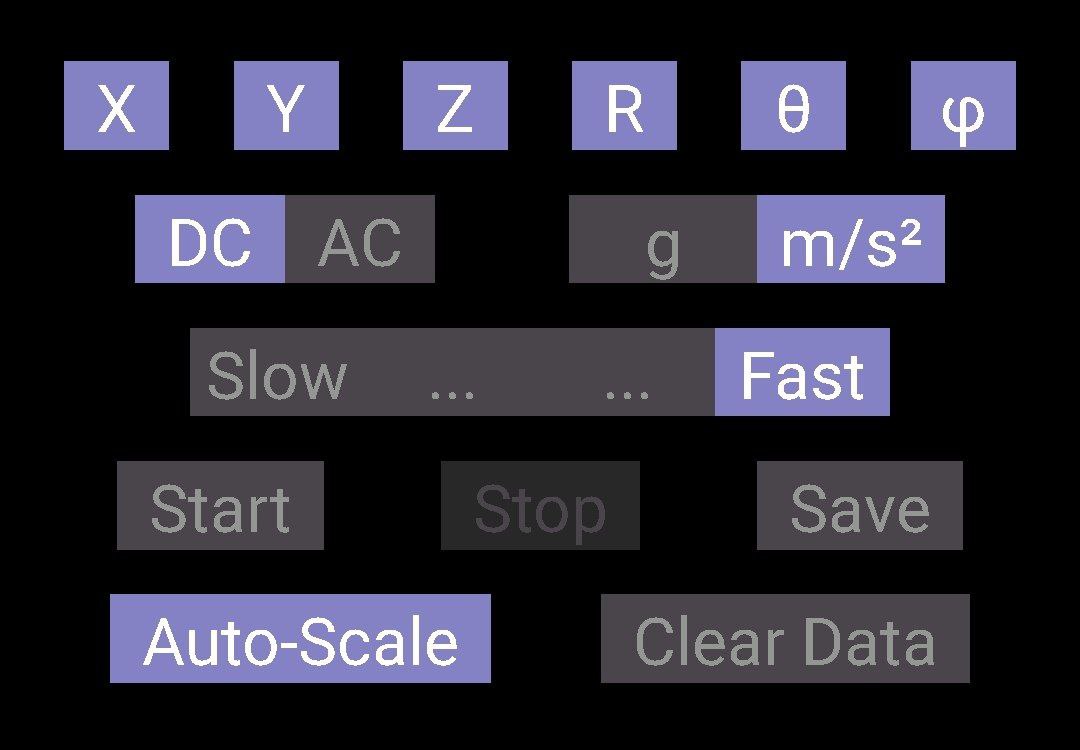 X Y Z R θ φ
DC AC g m/s²
Slow ... ... Fast
Start Stop Save
Auto-Scale Clear Data